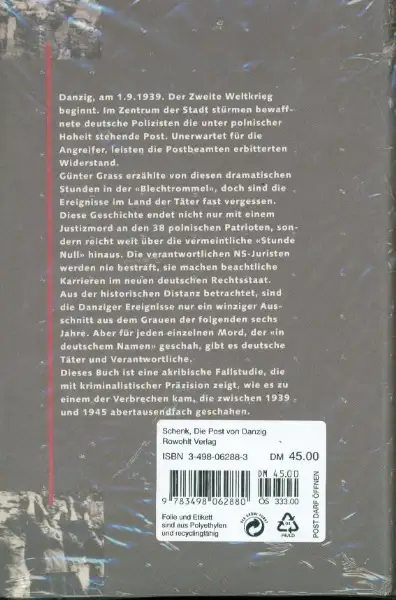 Danzig, am 1.9.1939. Der Zweite Weltkrieg
beginnt. Im Zentrum der Stadt stürmen bewaff-
nete deutsche Polizisten die unter polnischer
Hoheit stehende Post. Unerwartet für die
Angreifer, leisten die Postbeamten erbitterten
Widerstand.
Günter Grass erzählte von diesen dramatischen
Stunden in der «Blechtrommel», doch sind die
Ereignisse im Land der Täter fast vergessen.
Diese Geschichte endet nicht nur mit einem
Justizmord an den 38 polnischen Patrioten, son-
dern reicht weit über die vermeintliche «Stunde
Null» hinaus. Die verantwortlichen NS-Juristen
werden nie bestraft, sie machen beachtliche
Karrieren im neuen deutschen Rechtsstaat.
Aus der historischen Distanz betrachtet, sind
die Danziger Ereignisse nur ein winziger Aus-
schnitt aus dem Grauen der folgenden sechs
Jahre. Aber für jeden einzelnen Mord, der «in
deutschem Namen» geschah, gibt es deutsche
Täter und Verantwortliche.
Dieses Buch ist eine akribische Fallstudie, die
mit kriminalistischer Präzision zeigt, wie es zu
einem der Verbrechen kam, die zwischen 1939
und 1945 abertausendfach geschahen.
Schenk, Die Post von Danzig
Rowohlt Verlag
ISBN 3-498-06288-3 DM 45.00
DM 45.00
9 783498 062880 ÖS 333.00
Folie und Etikett
sind aus Polyethylen
und recyclingfähig
POST DARF ÖFFNEN